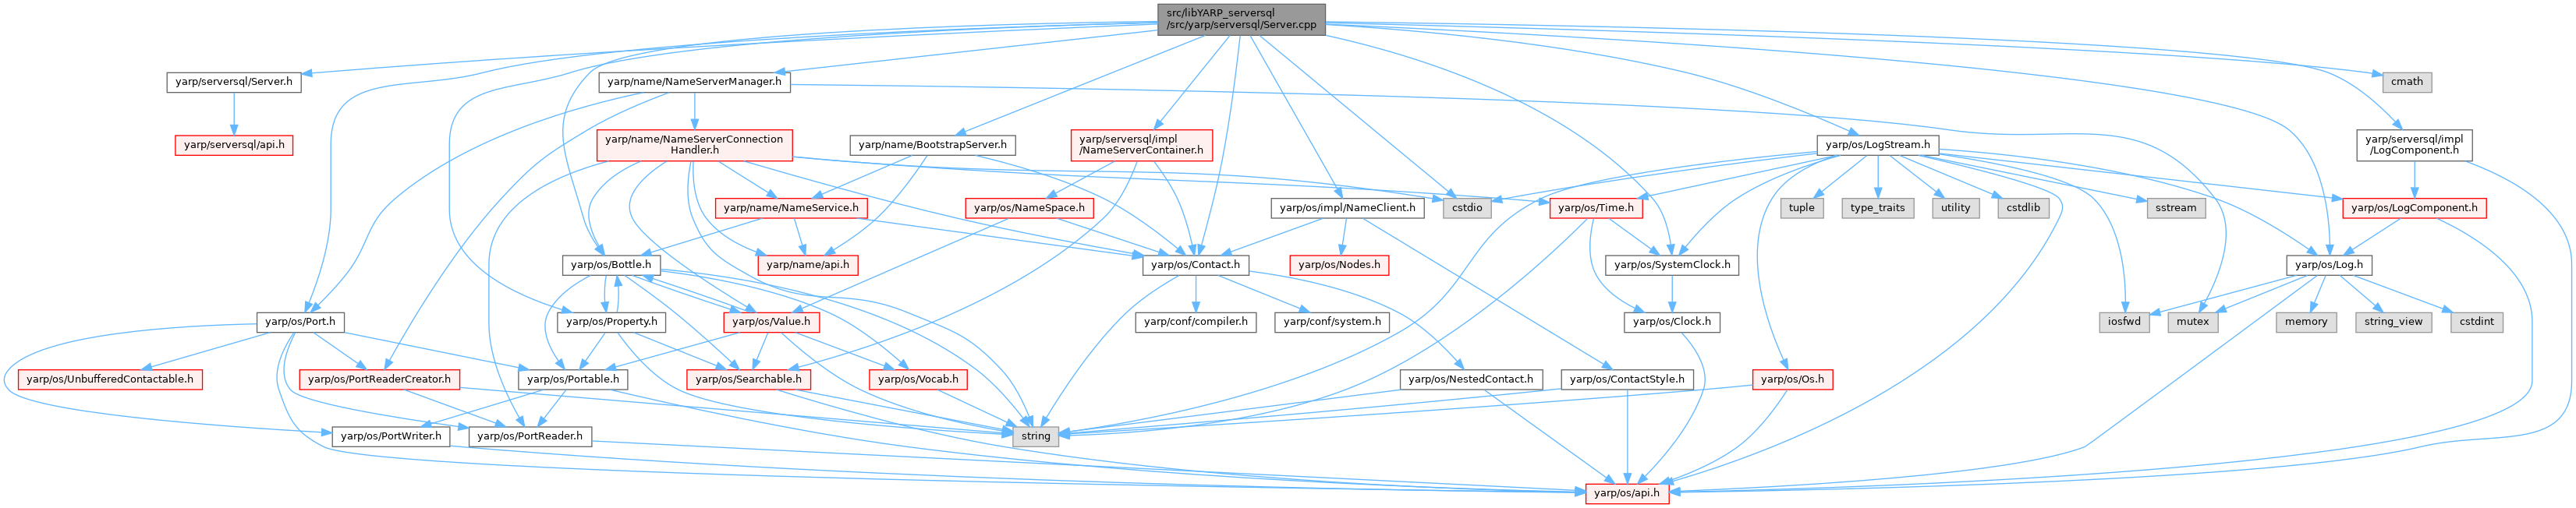 src/libYARP_serversql
/src/yarp/serversql/Server.cpp
yarp/serversql/Server.h
yarp/name/NameServerManager.h
cmath
yarp/serversql/api.h
yarp/name/NameServerConnection
Handler.h
yarp/name/BootstrapServer.h
yarp/serversql/impl
/NameServerContainer.h
yarp/os/LogStream.h
yarp/serversql/impl
/LogComponent.h
yarp/name/NameService.h
yarp/os/NameSpace.h
yarp/os/impl/NameClient.h
cstdio
yarp/os/Time.h
tuple
type_traits
utility
cstdlib
sstream
yarp/os/LogComponent.h
yarp/os/Bottle.h
yarp/name/api.h
yarp/os/Contact.h
yarp/os/Nodes.h
yarp/os/SystemClock.h
yarp/os/Log.h
yarp/os/Port.h
yarp/os/Property.h
yarp/os/Value.h
yarp/conf/compiler.h
yarp/conf/system.h
yarp/os/Clock.h
iosfwd
mutex
memory
string_view
cstdint
yarp/os/UnbufferedContactable.h
yarp/os/PortReaderCreator.h
yarp/os/Portable.h
yarp/os/Searchable.h
yarp/os/Vocab.h
yarp/os/NestedContact.h
yarp/os/ContactStyle.h
yarp/os/Os.h
yarp/os/PortWriter.h
yarp/os/PortReader.h
string
yarp/os/api.h